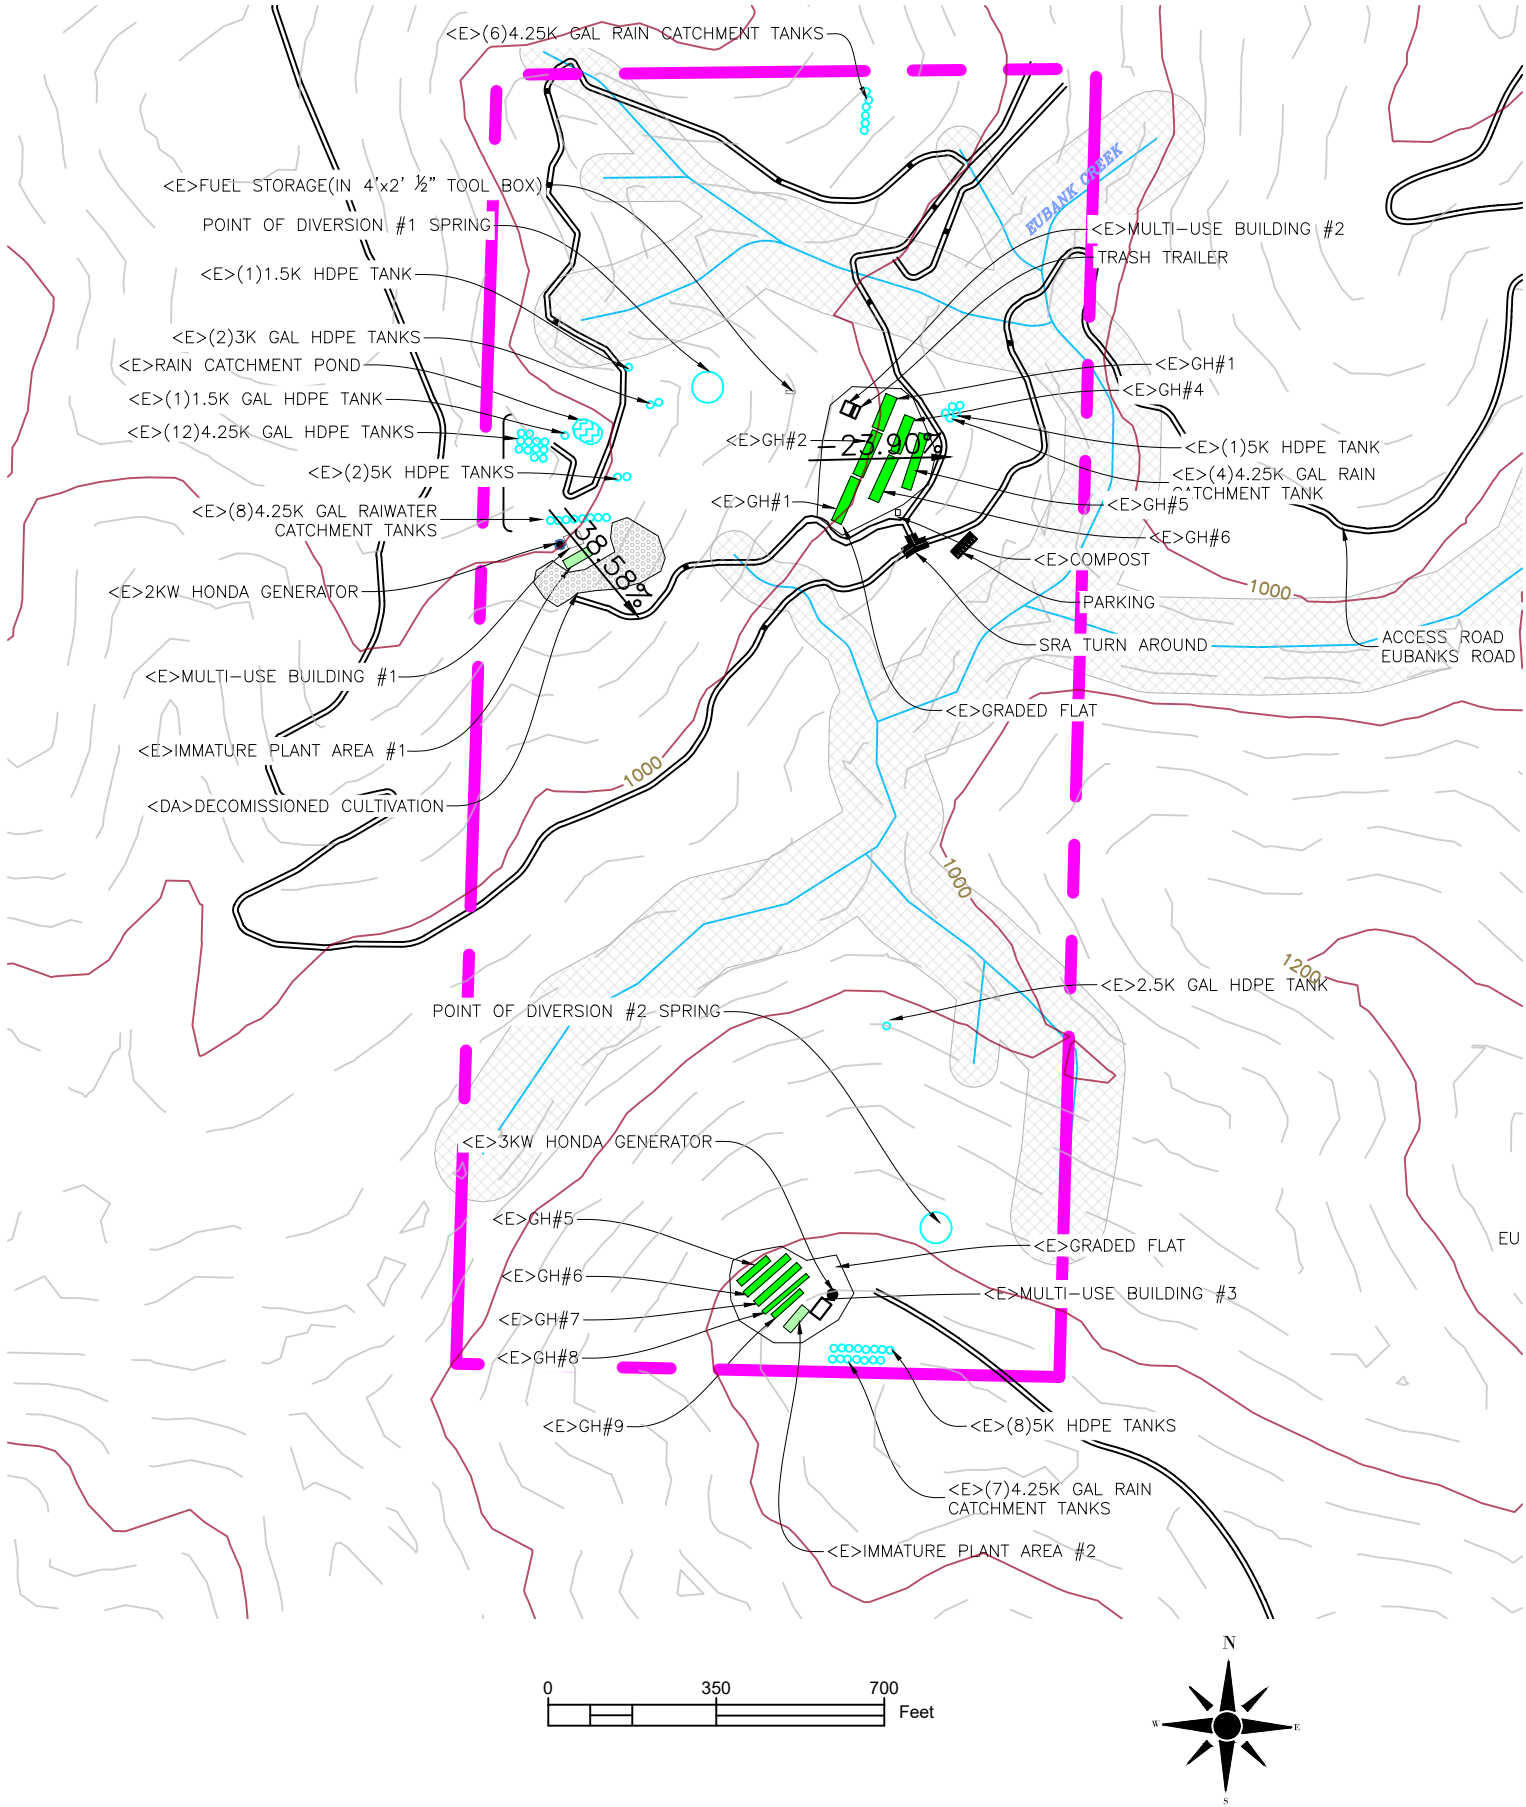 <E>(6)4.25K GAL RAIN CATCHMENT TANKS
EUBANK CREEK
<E>FUEL STORAGE(IN 4'x2' ½" TOOL BOX)
POINT OF DIVERSION #1 SPRING
<E>MULTI-USE BUILDING #2
TRASH TRAILER
<E>(1)1.5K HDPE TANK
<E>(2)3K GAL HDPE TANKS
<E>RAIN CATCHMENT POND
<E>GH#1
<E>GH#4
<E>(1)1.5K GAL HDPE TANK
<E>(12)4.25K GAL HDPE TANKS
<E>GH#2
-23.90%
<E>(1)5K HDPE TANK
<E>(2)5K HDPE TANKS
<E>(4)4.25K GAL RAIN
ATCHMENT TANK
<E>GH#1
<E>GH#5
<E>(8)4.25K GAL RAIWATER
CATCHMENT TANKS
38.58%
<E>GH#6
<E>COMPOST
<E>2KW HONDA GENERATOR
1000
PARKING
SRA TURN AROUND
ACCESS ROAD
EUBANKS ROAD
<E>MULTI-USE BUILDING #1
<E>GRADED FLAT
<E>IMMATURE PLANT AREA #1
1000
<DA>DECOMISSIONED CULTIVATION
1000
1200
<E>2.5K GAL HDPE TANK
POINT OF DIVERSION #2 SPRING
<E>3KW HONDA GENERATOR
<E>GH#5
EU
<E>GRADED FLAT
<E>GH#6
<E>MULTI-USE BUILDING #3
<E>GH#7
<E>GH#8
<E>GH#9
<E>(8)5K HDPE TANKS
<E>(7)4.25K GAL RAIN
CATCHMENT TANKS
<E>IMMATURE PLANT AREA #2
N
0 350 700
Feet
W E
S